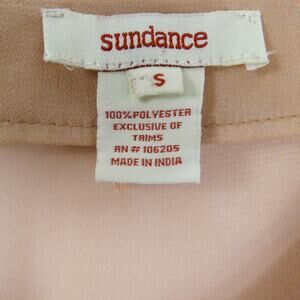 sundance
S
100% POLYESTER
EXCLUSIVE OF
TRIMS
RN # 106205
MADE IN INDIA